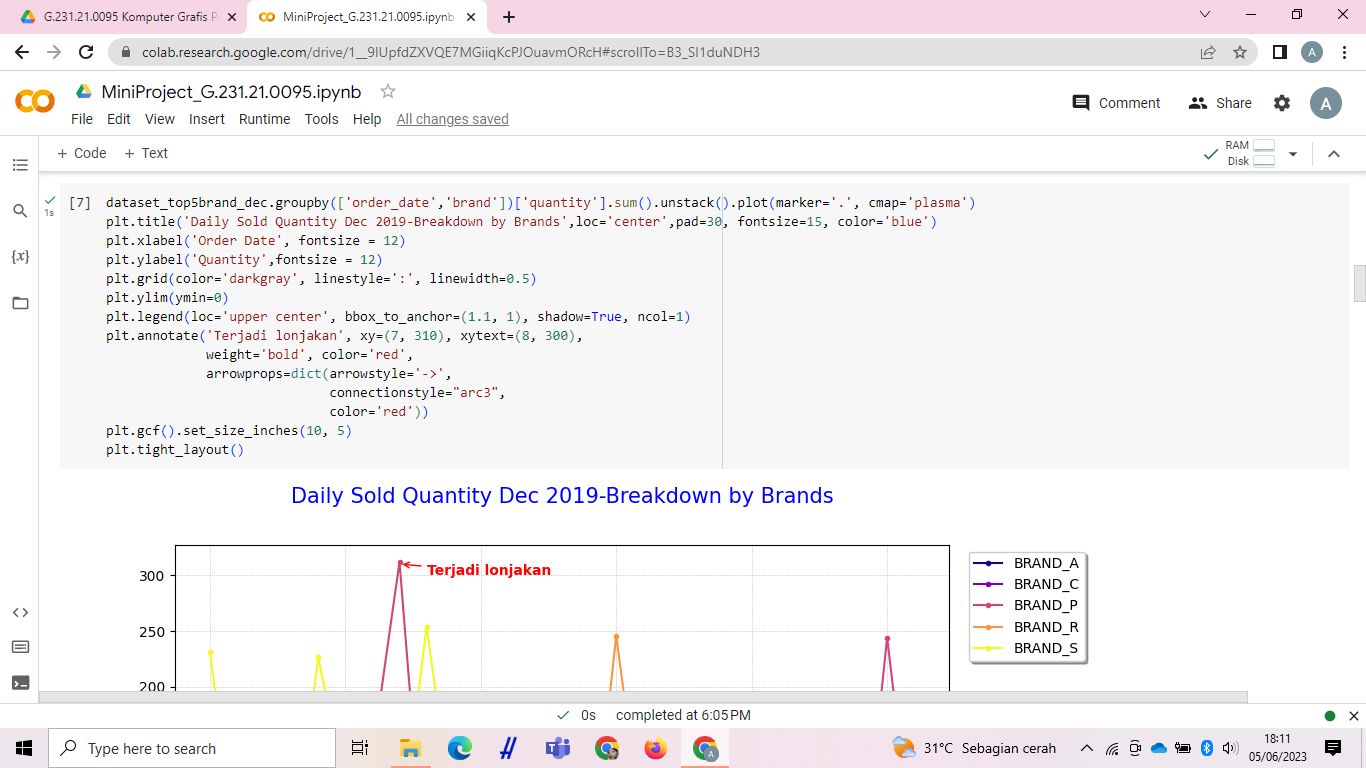 G.231.21.0095 Komputer Grafis P
MiniProject_G.231.21.0095.ipynb
colab.research.google.com/drive/1__9IUpfdZXVQE7MGiiqKcPJOuavmORcH#scrollTo=B3_SI1duNDH3
A
MiniProject_G.231.21.0095.ipynb
File Edit View Insert Runtime Tools Help All changes saved
Comment Share A
+ Code + Text
RAM
Disk
1s
[7] dataset_top5brand_dec.groupby(['order_date','brand'])['quantity'].sum().unstack().plot(marker='.', cmap='plasma')
plt.title('Daily Sold Quantity Dec 2019-Breakdown by Brands',loc='center',pad=30, fontsize=15, color='blue')
plt.xlabel('Order Date', fontsize = 12)
plt.ylabel('Quantity',fontsize = 12)
plt.grid(color='darkgray', linestyle=':', linewidth=0.5)
plt.ylim(ymin=0)
plt.legend(loc='upper center', bbox_to_anchor=(1.1, 1), shadow=True, ncol=1)
plt.annotate('Terjadi lonjakan', xy=(7, 310), xytext=(8, 300),
weight='bold', color='red',
arrowprops=dict(arrowstyle='->',
connectionstyle="arc3",
color='red'))
plt.gcf().set_size_inches(10, 5)
plt.tight_layout()
{x}
Daily Sold Quantity Dec 2019-Breakdown by Brands
300
250
200
Terjadi lonjakan
BRAND_A
BRAND_C
BRAND_P
BRAND_R
BRAND_S
0s completed at 6:05 PM
Type here to search
31°C Sebagian cerah
18:11
05/06/2023